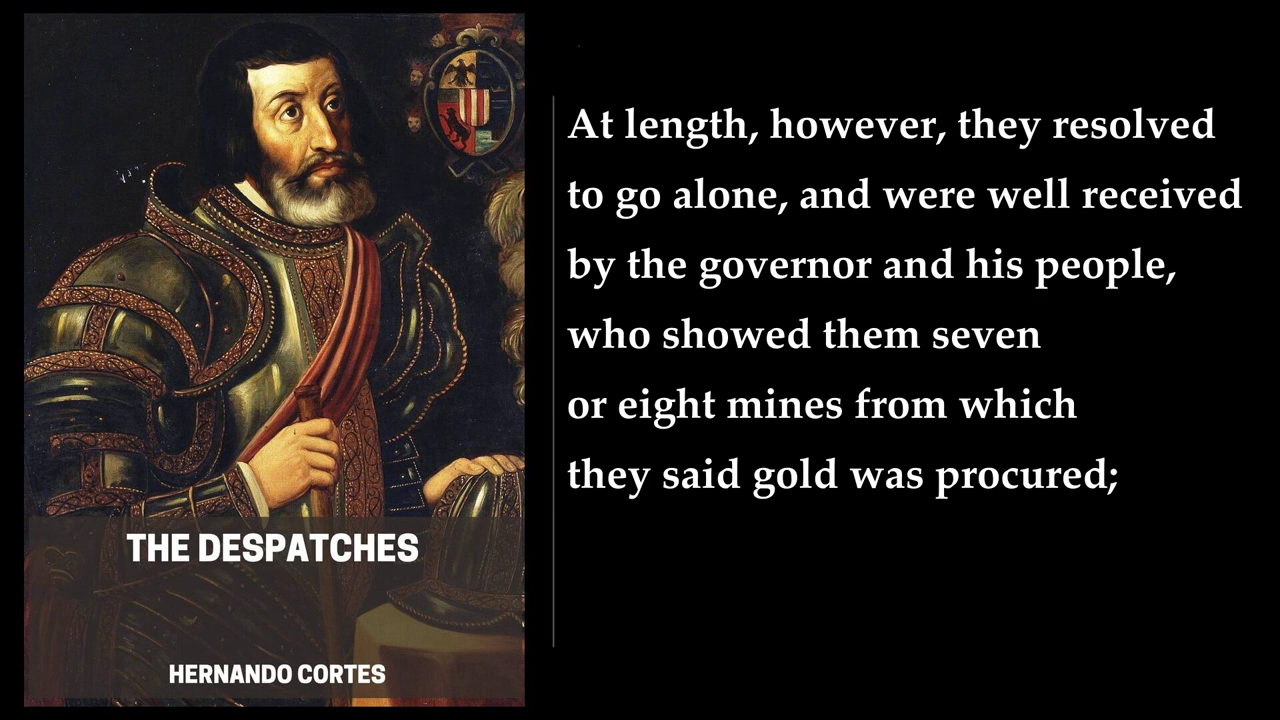 THE DESPATCHES
HERNANDO CORTES
At length, however, they resolved
to go alone, and were well received
by the governor and his people,
who showed them seven
or eight mines from which
they said gold was procured;